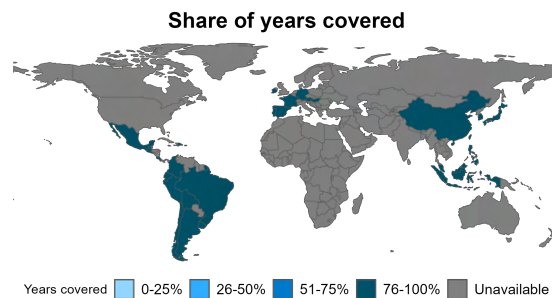 Share of years covered
Years covered 0-25% 26-50% 51-75% 76-100% Unavailable